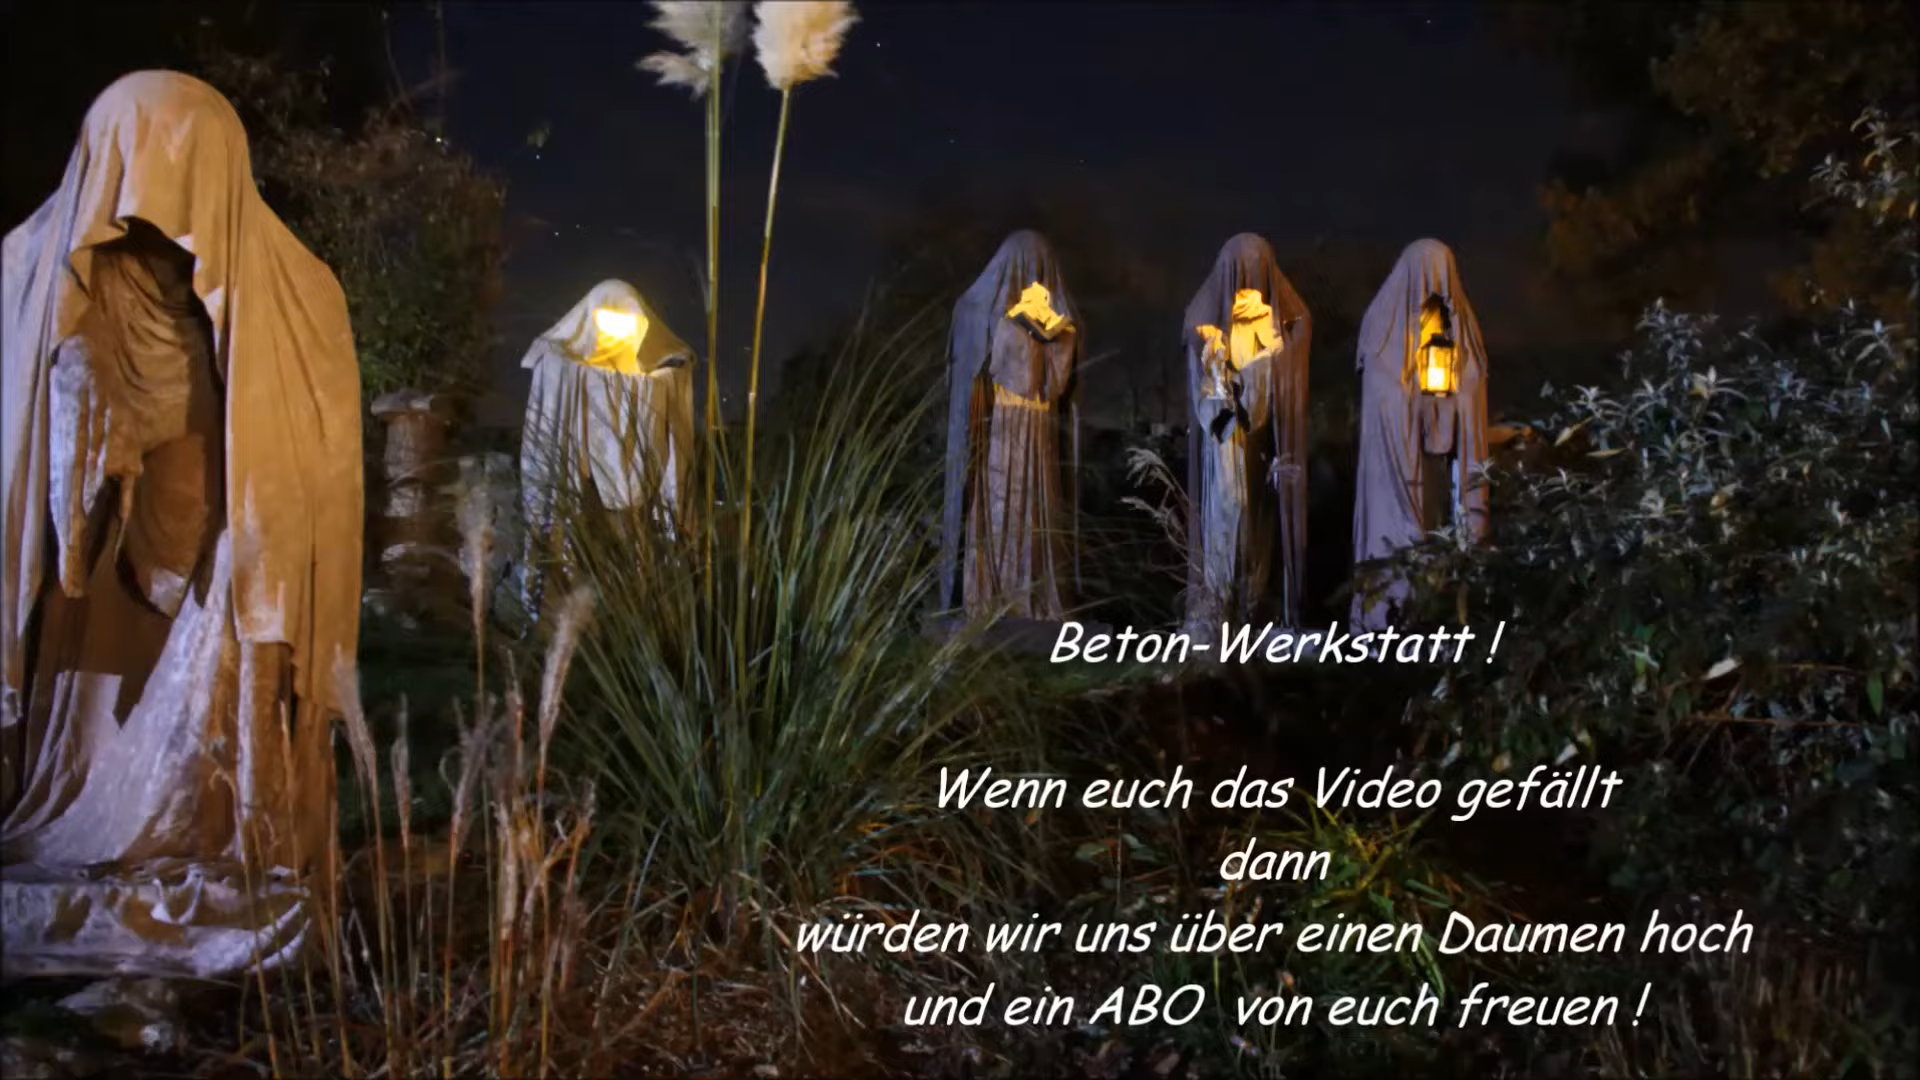 Beton-Werkstatt !
Wenn euch das Video gefällt
dann
würden wir uns über einen Daumen hoch
und ein ABO von euch freuen !